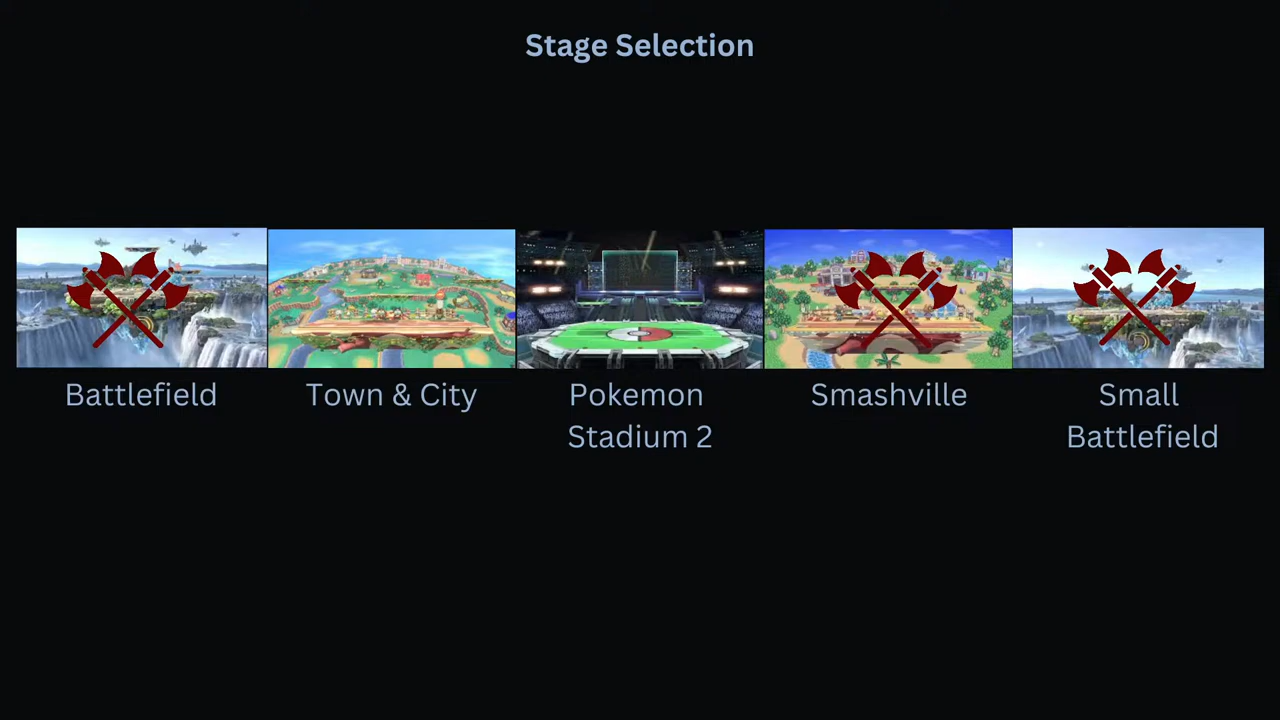 Stage Selection
Battlefield
Town & City
Pokemon
Stadium 2
Smashville
Small
Battlefield